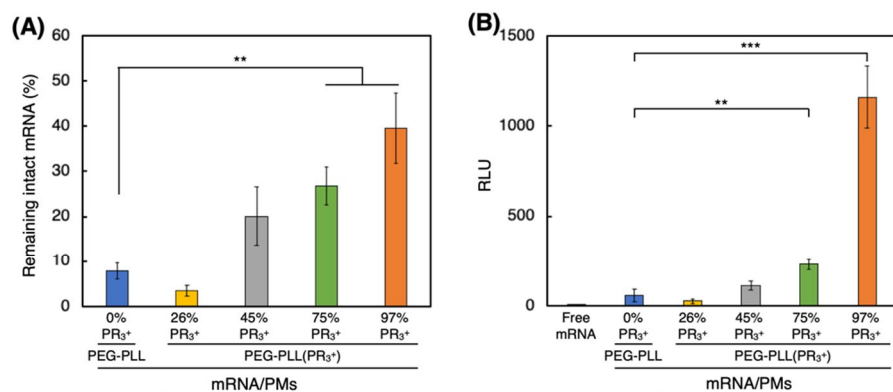 (A)
60
50
40
30
20
10
0
Remaining intact mRNA (%)
**
0% 26% 45% 75% 97%
PR₃⁺ PR₃⁺ PR₃⁺ PR₃⁺ PR₃⁺
PEG-PLL PEG-PLL(PR₃⁺)
mRNA/PMs
(B)
1500
1000
500
0
RLU
***
**
Free 0% 26% 45% 75% 97%
mRNA PR₃⁺ PR₃⁺ PR₃⁺ PR₃⁺ PR₃⁺
PEG-PLL PEG-PLL(PR₃⁺)
mRNA/PMs